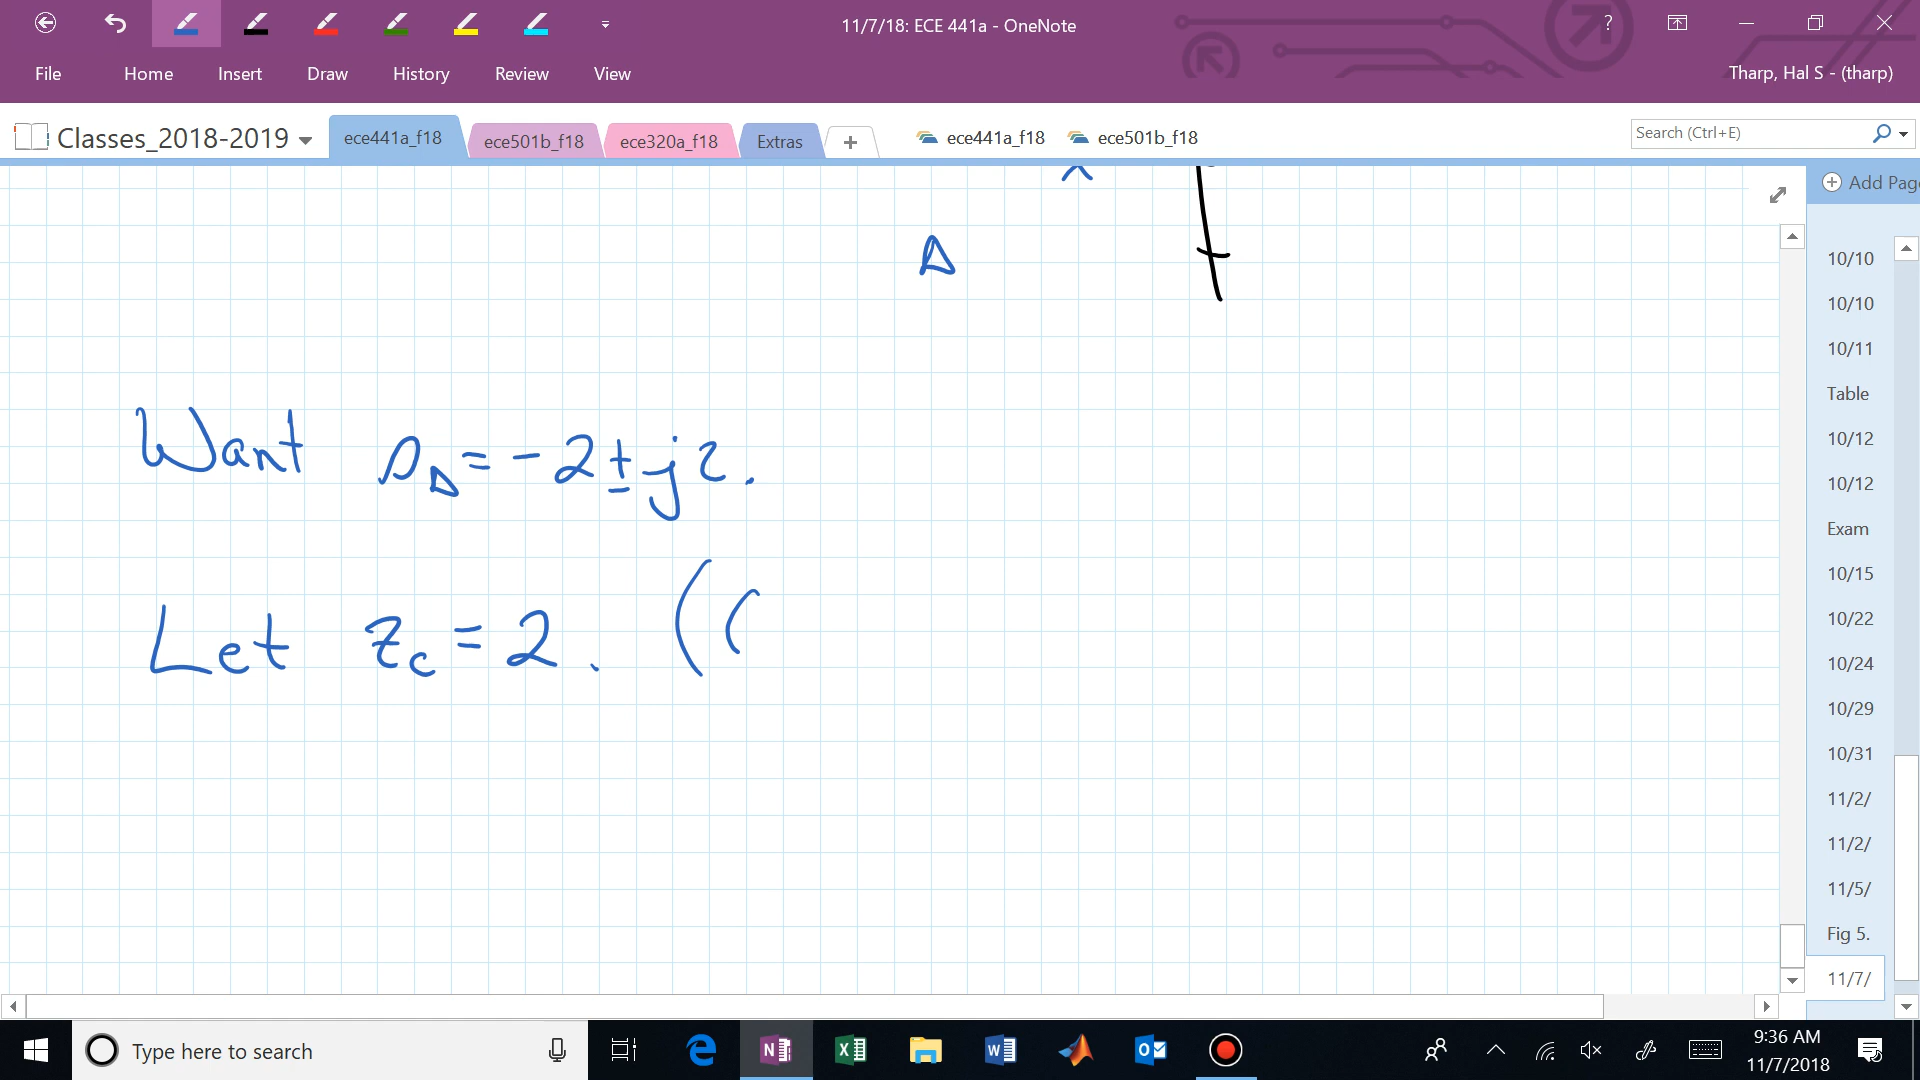 11/7/18: ECE 441a - OneNote
?
File Home Insert Draw History Review View
Tharp, Hal S - (tharp)
Classes_2018-2019
ece441a_f18 ece501b_f18 ece320a_f18 Extras + ece441a_f18 ece501b_f18
Search (Ctrl+E)
Add Page
10/10
10/10
10/11
Table
10/12
10/12
Exam
10/15
10/22
10/24
10/29
10/31
11/2/
11/2/
11/5/
Fig 5.
11/7/
x
Δ
Want s_Δ = -2 ± j2.
Let z_c = 2. ((
Type here to search
9:36 AM
11/7/2018